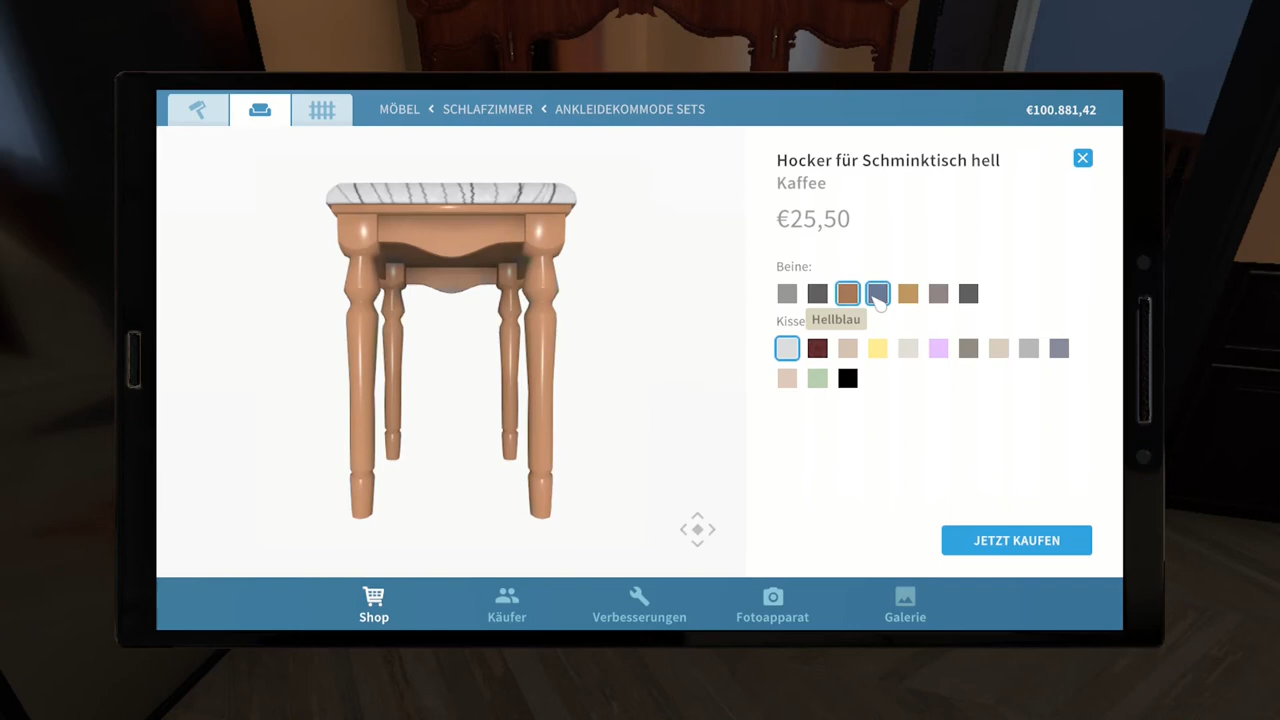 MÖBEL < SCHLAFZIMMER < ANKLEIDEKOMMODE SETS
€100.881,42
Hocker für Schminktisch hell
Kaffee
€25,50
Beine:
Kisse
Hellblau
JETZT KAUFEN
Shop
Käufer
Verbesserungen
Fotoapparat
Galerie